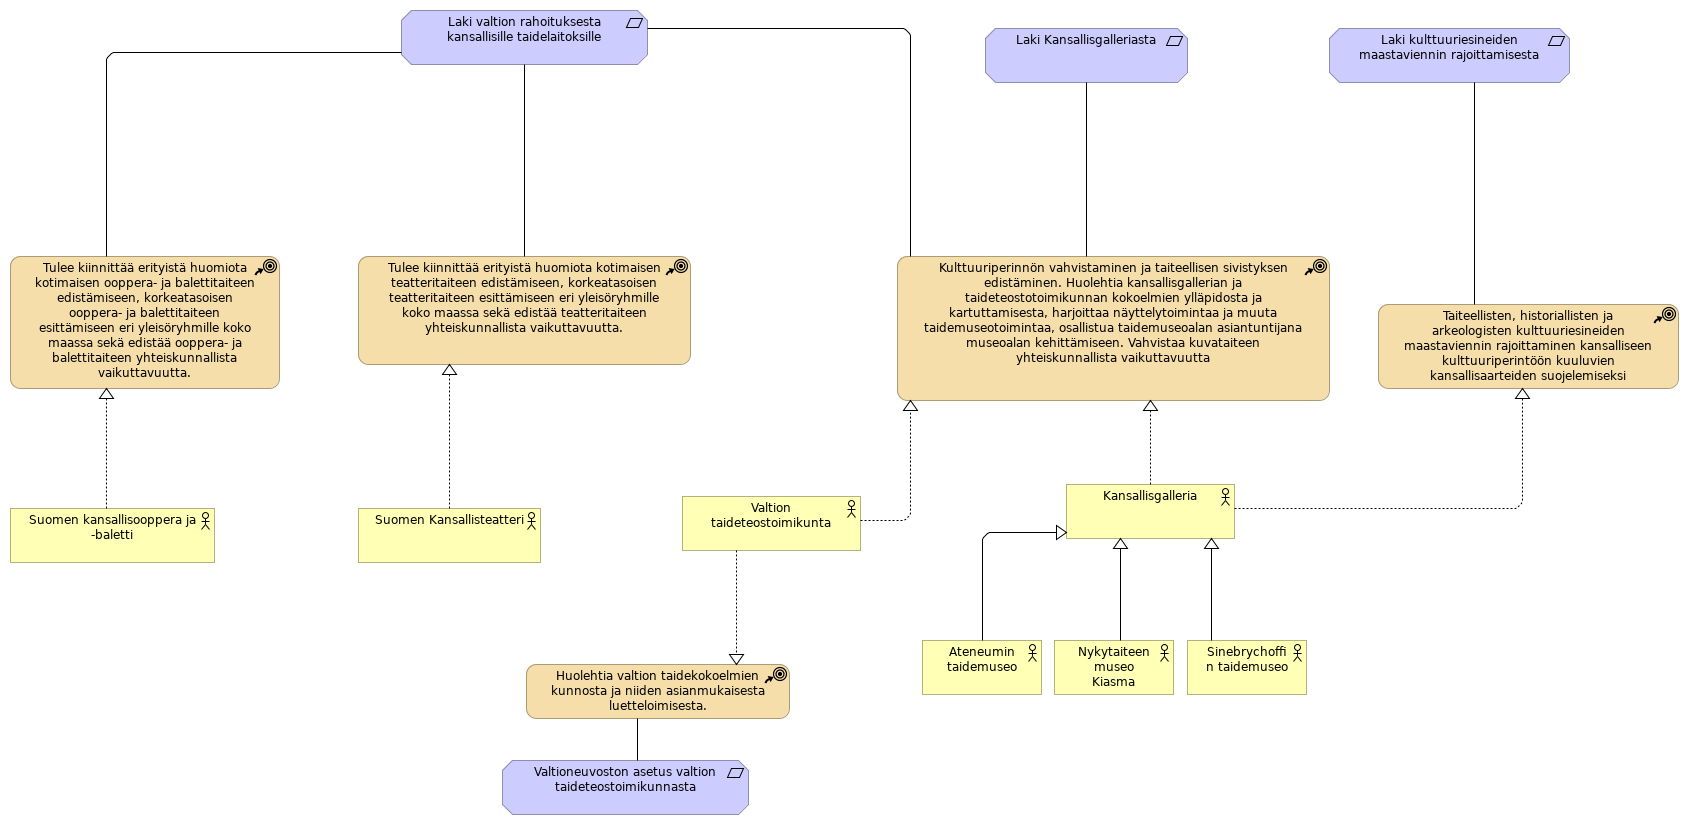 Laki valtion rahoituksesta
kansallisille taidelaitoksille
Laki Kansallisgalleriasta
Laki kulttuuriesineiden
maastaviennin rajoittamisesta
Tulee kiinnittää erityistä huomiota
kotimaisen ooppera- ja balettitaiteen
edistämiseen, korkeatasoisen
ooppera- ja balettitaiteen
esittämiseen eri yleisöryhmille koko
maassa sekä edistää ooppera- ja
balettitaiteen yhteiskunnallista
vaikuttavuutta.
Tulee kiinnittää erityistä huomiota kotimaisen
teatteritaiteen edistämiseen, korkeatasoisen
teatteritaiteen esittämiseen eri yleisöryhmille
koko maassa sekä edistää teatteritaiteen
yhteiskunnallista vaikuttavuutta.
Kulttuuriperinnön vahvistaminen ja taiteellisen sivistyksen
edistäminen. Huolehtia kansallisgallerian ja
taideteostotoimikunnan kokoelmien ylläpidosta ja
kartuttamisesta, harjoittaa näyttelytoimintaa ja muuta
taidemuseotoimintaa, osallistua taidemuseoalan asiantuntijana
museoalan kehittämiseen. Vahvistaa kuvataiteen
yhteiskunnallista vaikuttavuutta
Taiteellisten, historiallisten ja
arkeologisten kulttuuriesineiden
maastaviennin rajoittaminen kansalliseen
kulttuuriperintöön kuuluvien
kansallisaarteiden suojelemiseksi
Suomen kansallisooppera ja
-baletti
Suomen Kansallisteatteri
Valtion
taideteostoimikunta
Kansallisgalleria
Ateneumin
taidemuseo
Nykytaiteen
museo
Kiasma
Sinebrychoffi
n taidemuseo
Huolehtia valtion taidekokoelmien
kunnosta ja niiden asianmukaisesta
luetteloimisesta.
Valtioneuvoston asetus valtion
taideteostoimikunnasta